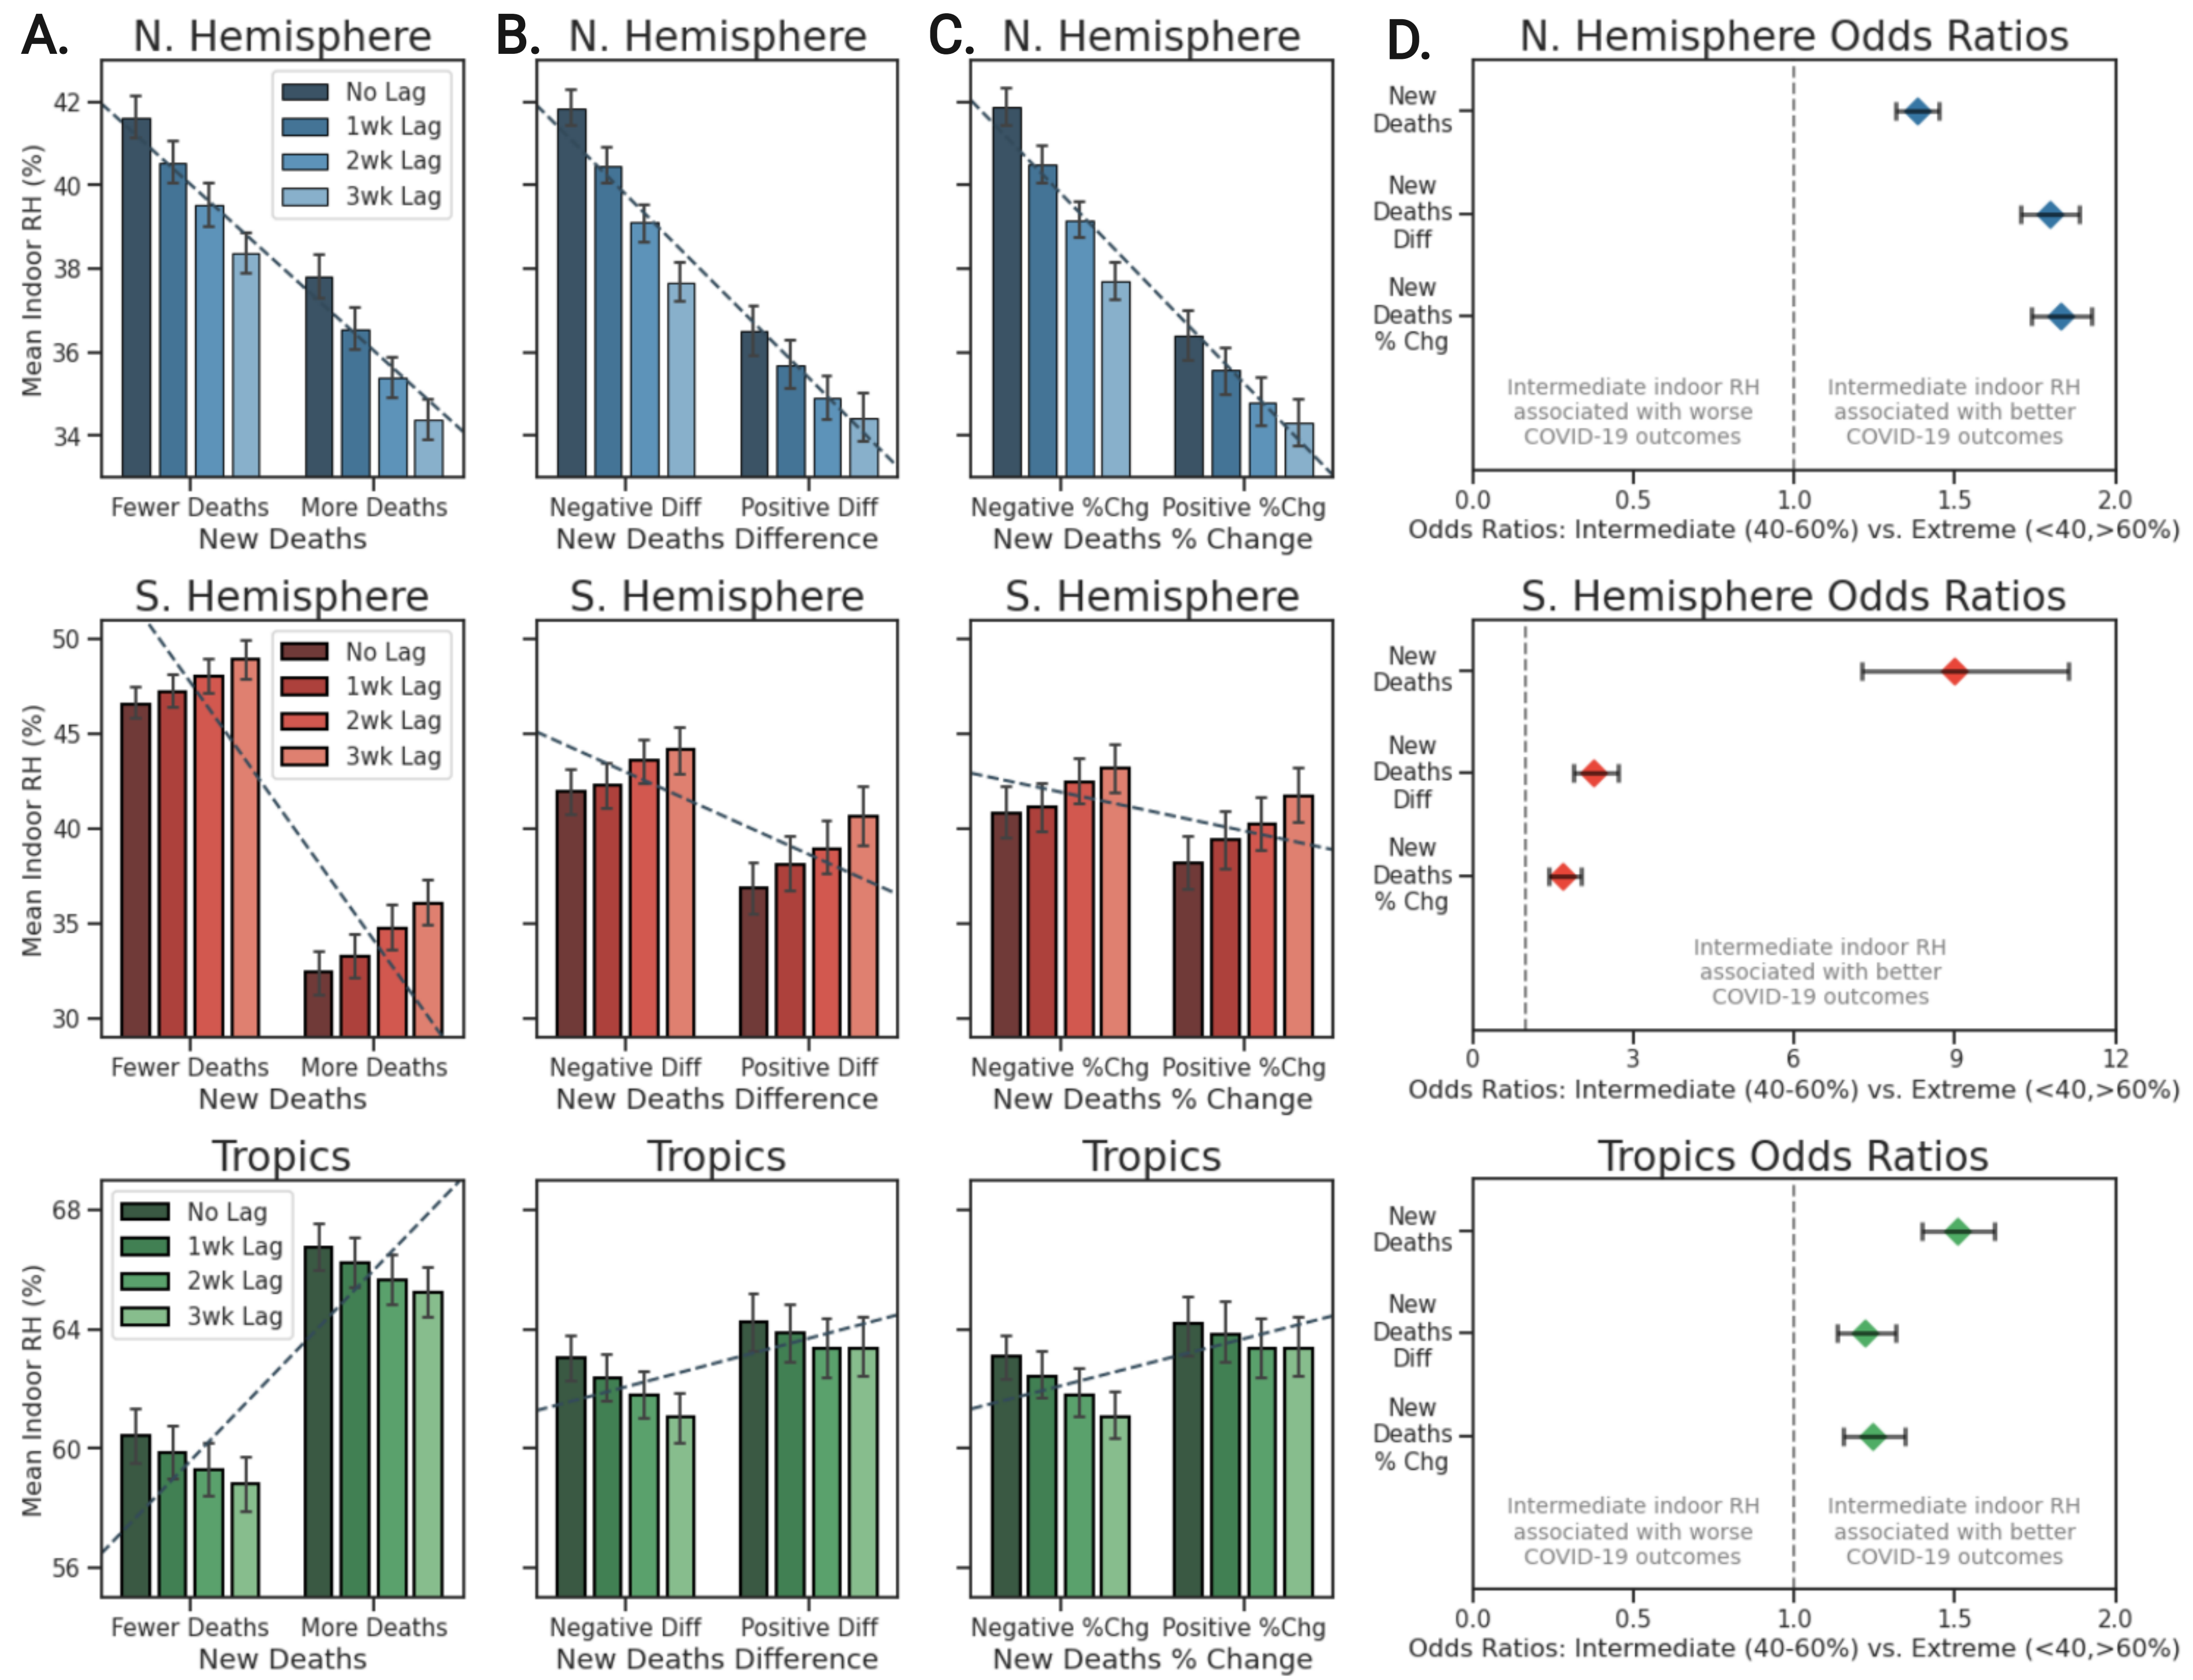 A.
N. Hemisphere
Mean Indoor RH (%)
42
40
38
36
34
No Lag
1wk Lag
2wk Lag
3wk Lag
Fewer Deaths
More Deaths
New Deaths
B.
N. Hemisphere
Negative Diff
Positive Diff
New Deaths Difference
C.
N. Hemisphere
Negative %Chg
Positive %Chg
New Deaths % Change
D.
N. Hemisphere Odds Ratios
New
Deaths
New
Deaths
Diff
New
Deaths
% Chg
Intermediate indoor RH
associated with worse
COVID-19 outcomes
Intermediate indoor RH
associated with better
COVID-19 outcomes
0.0
0.5
1.0
1.5
2.0
Odds Ratios: Intermediate (40-60%) vs. Extreme (<40,>60%)
S. Hemisphere
Mean Indoor RH (%)
50
45
40
35
30
No Lag
1wk Lag
2wk Lag
3wk Lag
Fewer Deaths
More Deaths
New Deaths
S. Hemisphere
Negative Diff
Positive Diff
New Deaths Difference
S. Hemisphere
Negative %Chg
Positive %Chg
New Deaths % Change
S. Hemisphere Odds Ratios
New
Deaths
New
Deaths
Diff
New
Deaths
% Chg
Intermediate indoor RH
associated with better
COVID-19 outcomes
0
3
6
9
12
Odds Ratios: Intermediate (40-60%) vs. Extreme (<40,>60%)
Tropics
Mean Indoor RH (%)
68
64
60
56
No Lag
1wk Lag
2wk Lag
3wk Lag
Fewer Deaths
More Deaths
New Deaths
Tropics
Negative Diff
Positive Diff
New Deaths Difference
Tropics
Negative %Chg
Positive %Chg
New Deaths % Change
Tropics Odds Ratios
New
Deaths
New
Deaths
Diff
New
Deaths
% Chg
Intermediate indoor RH
associated with worse
COVID-19 outcomes
Intermediate indoor RH
associated with better
COVID-19 outcomes
0.0
0.5
1.0
1.5
2.0
Odds Ratios: Intermediate (40-60%) vs. Extreme (<40,>60%)